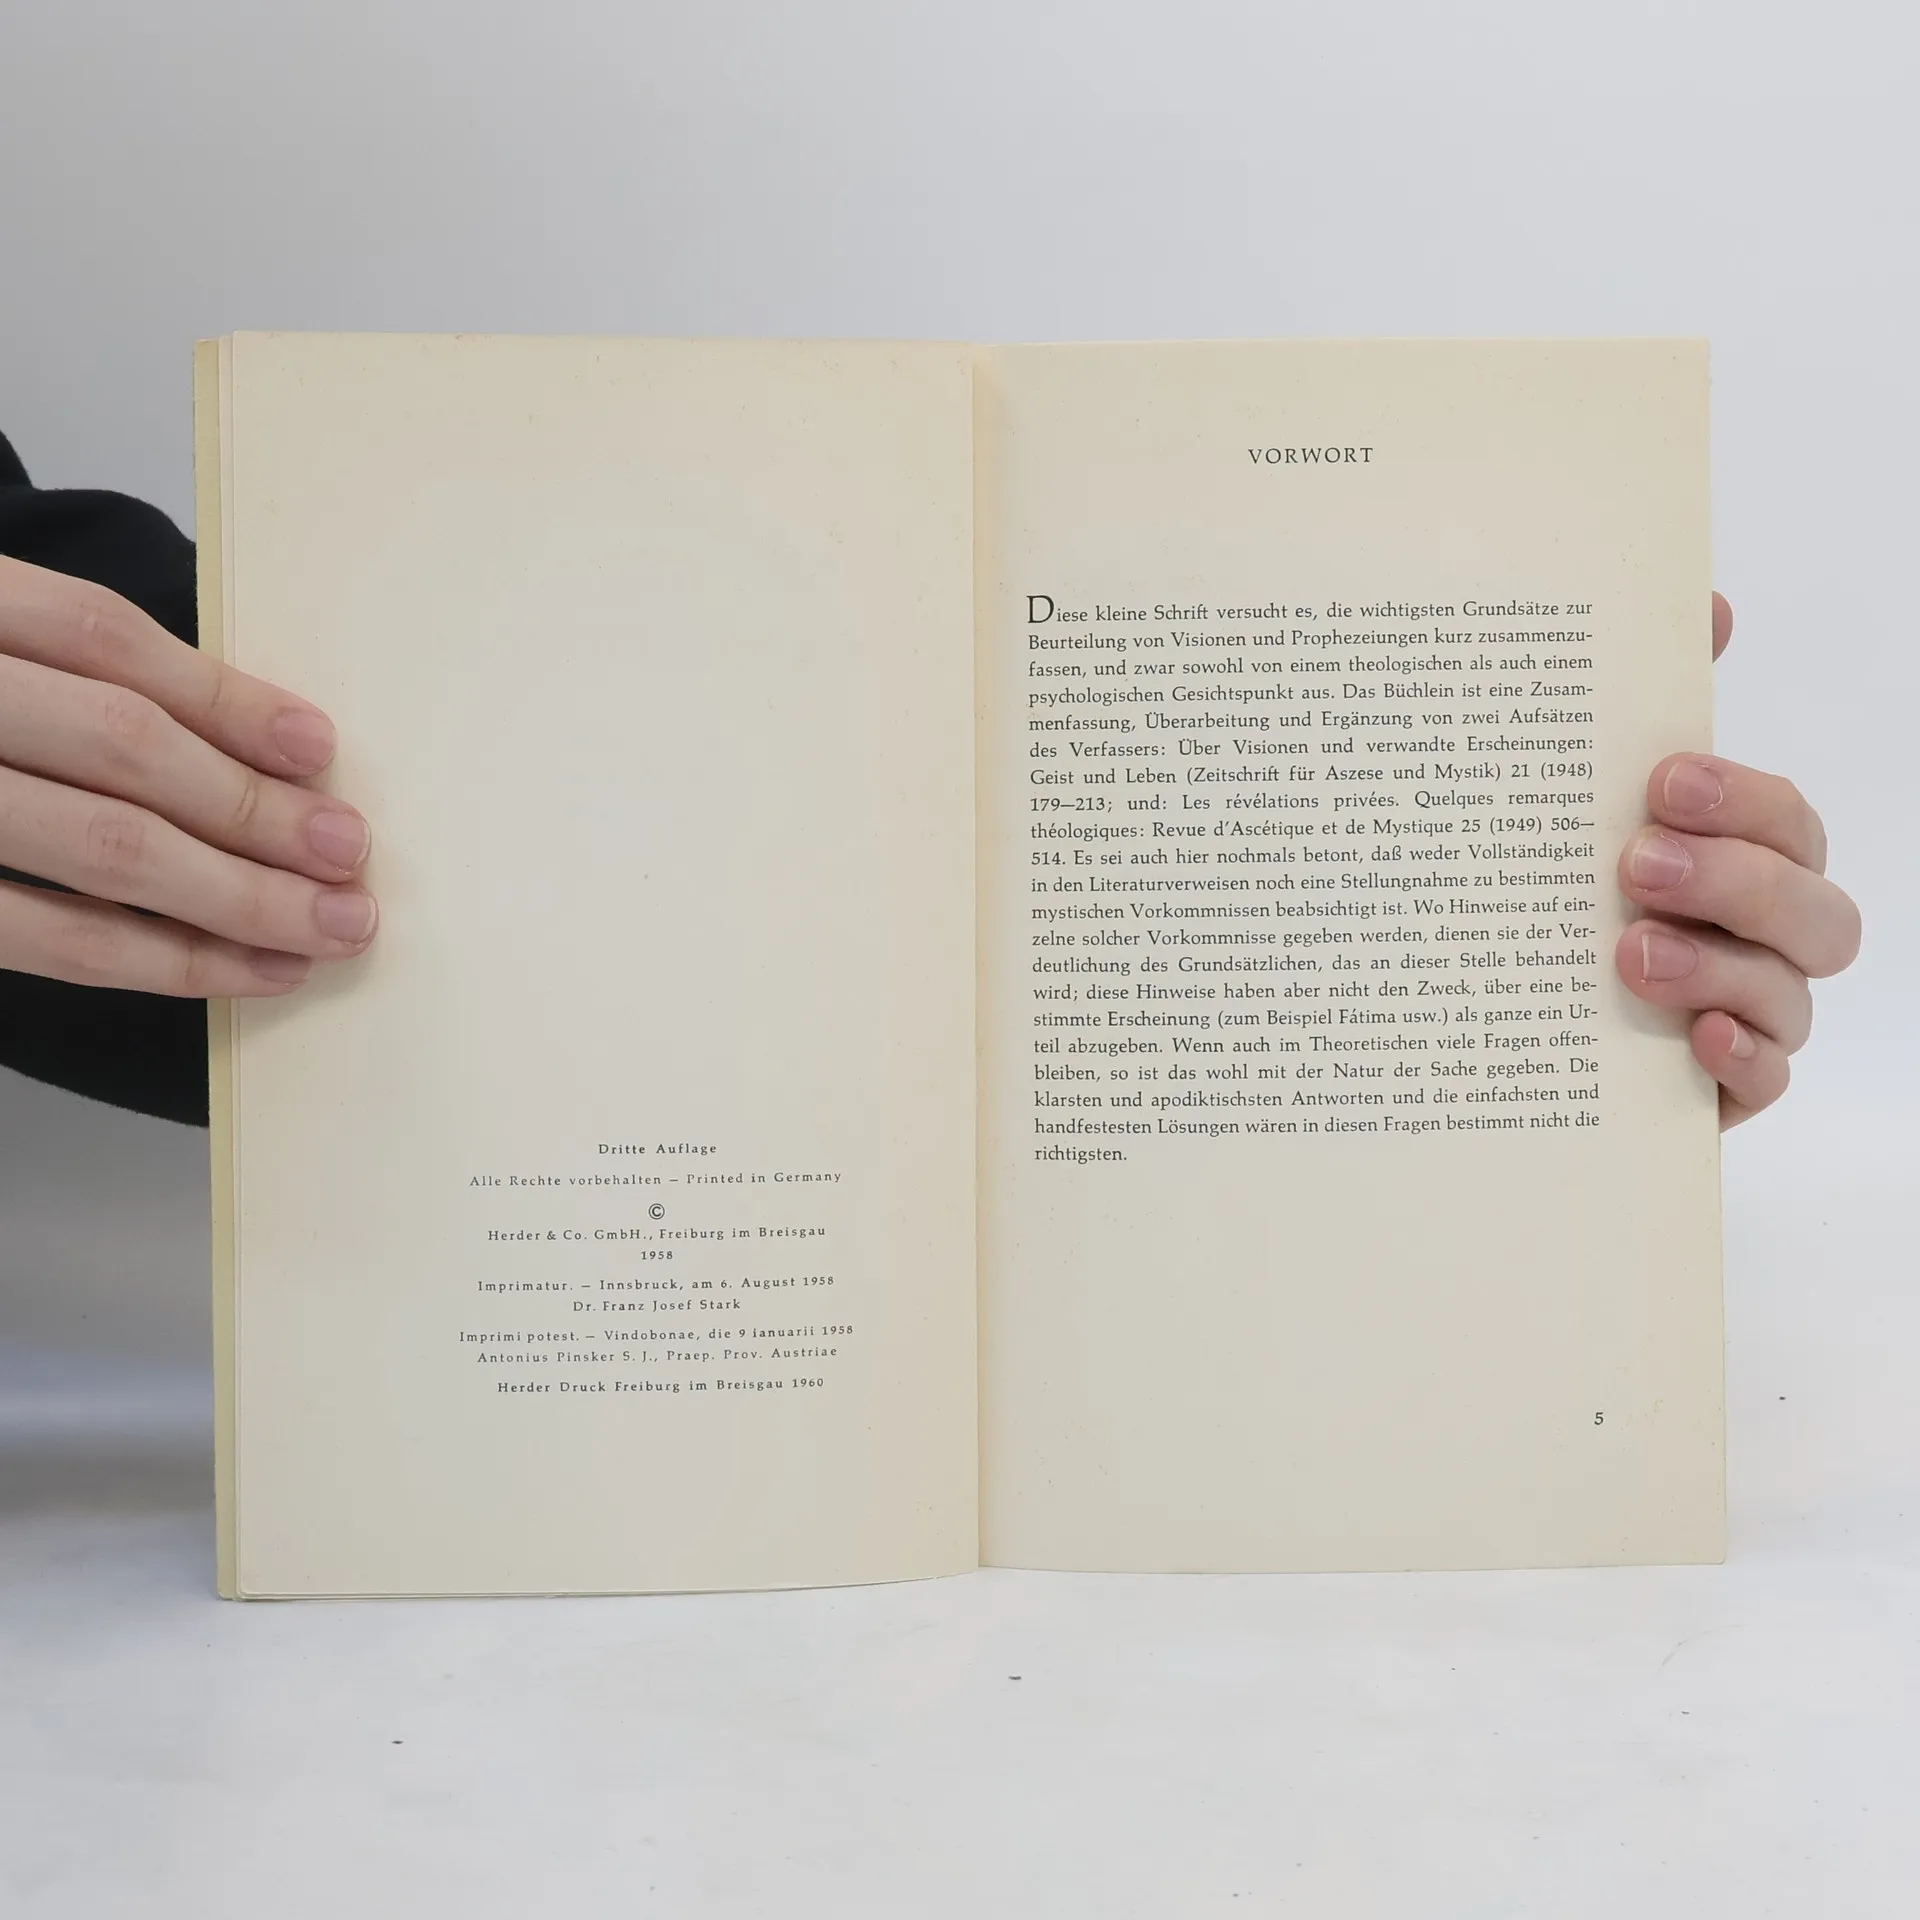 Dritte Auflage
Alle Rechte vorbehalten — Printed in Germany
©
Herder & Co. GmbH., Freiburg im Breisgau
1958
Imprimatur. — Innsbruck, am 6. August 1958
Dr. Franz Josef Stark
Imprimi potest. — Vindobonae, die 9 ianuarii 1958
Antonius Pinsker S. J., Praep. Prov. Austriae
Herder Druck Freiburg im Breisgau 1960
VORWORT
Diese kleine Schrift versucht es, die wichtigsten Grundsätze zur
Beurteilung von Visionen und Prophezeiungen kurz zusammenzu-
fassen, und zwar sowohl von einem theologischen als auch einem
psychologischen Gesichtspunkt aus. Das Büchlein ist eine Zusam-
menfassung, Überarbeitung und Ergänzung von zwei Aufsätzen
des Verfassers: Über Visionen und verwandte Erscheinungen:
Geist und Leben (Zeitschrift für Aszese und Mystik) 21 (1948)
179—213; und: Les révélations privées. Quelques remarques
théologiques: Revue d'Ascétique et de Mystique 25 (1949) 506—
514. Es sei auch hier nochmals betont, daß weder Vollständigkeit
in den Literaturverweisen noch eine Stellungnahme zu bestimmten
mystischen Vorkommnissen beabsichtigt ist. Wo Hinweise auf ein-
zelne solcher Vorkommnisse gegeben werden, dienen sie der Ver-
deutlichung des Grundsätzlichen, das an dieser Stelle behandelt
wird; diese Hinweise haben aber nicht den Zweck, über eine be-
stimmte Erscheinung (zum Beispiel Fátima usw.) als ganze ein Ur-
teil abzugeben. Wenn auch im Theoretischen viele Fragen offen-
bleiben, so ist das wohl mit der Natur der Sache gegeben. Die
klarsten und apodiktischsten Antworten und die einfachsten und
handfestesten Lösungen wären in diesen Fragen bestimmt nicht die
richtigsten.
5